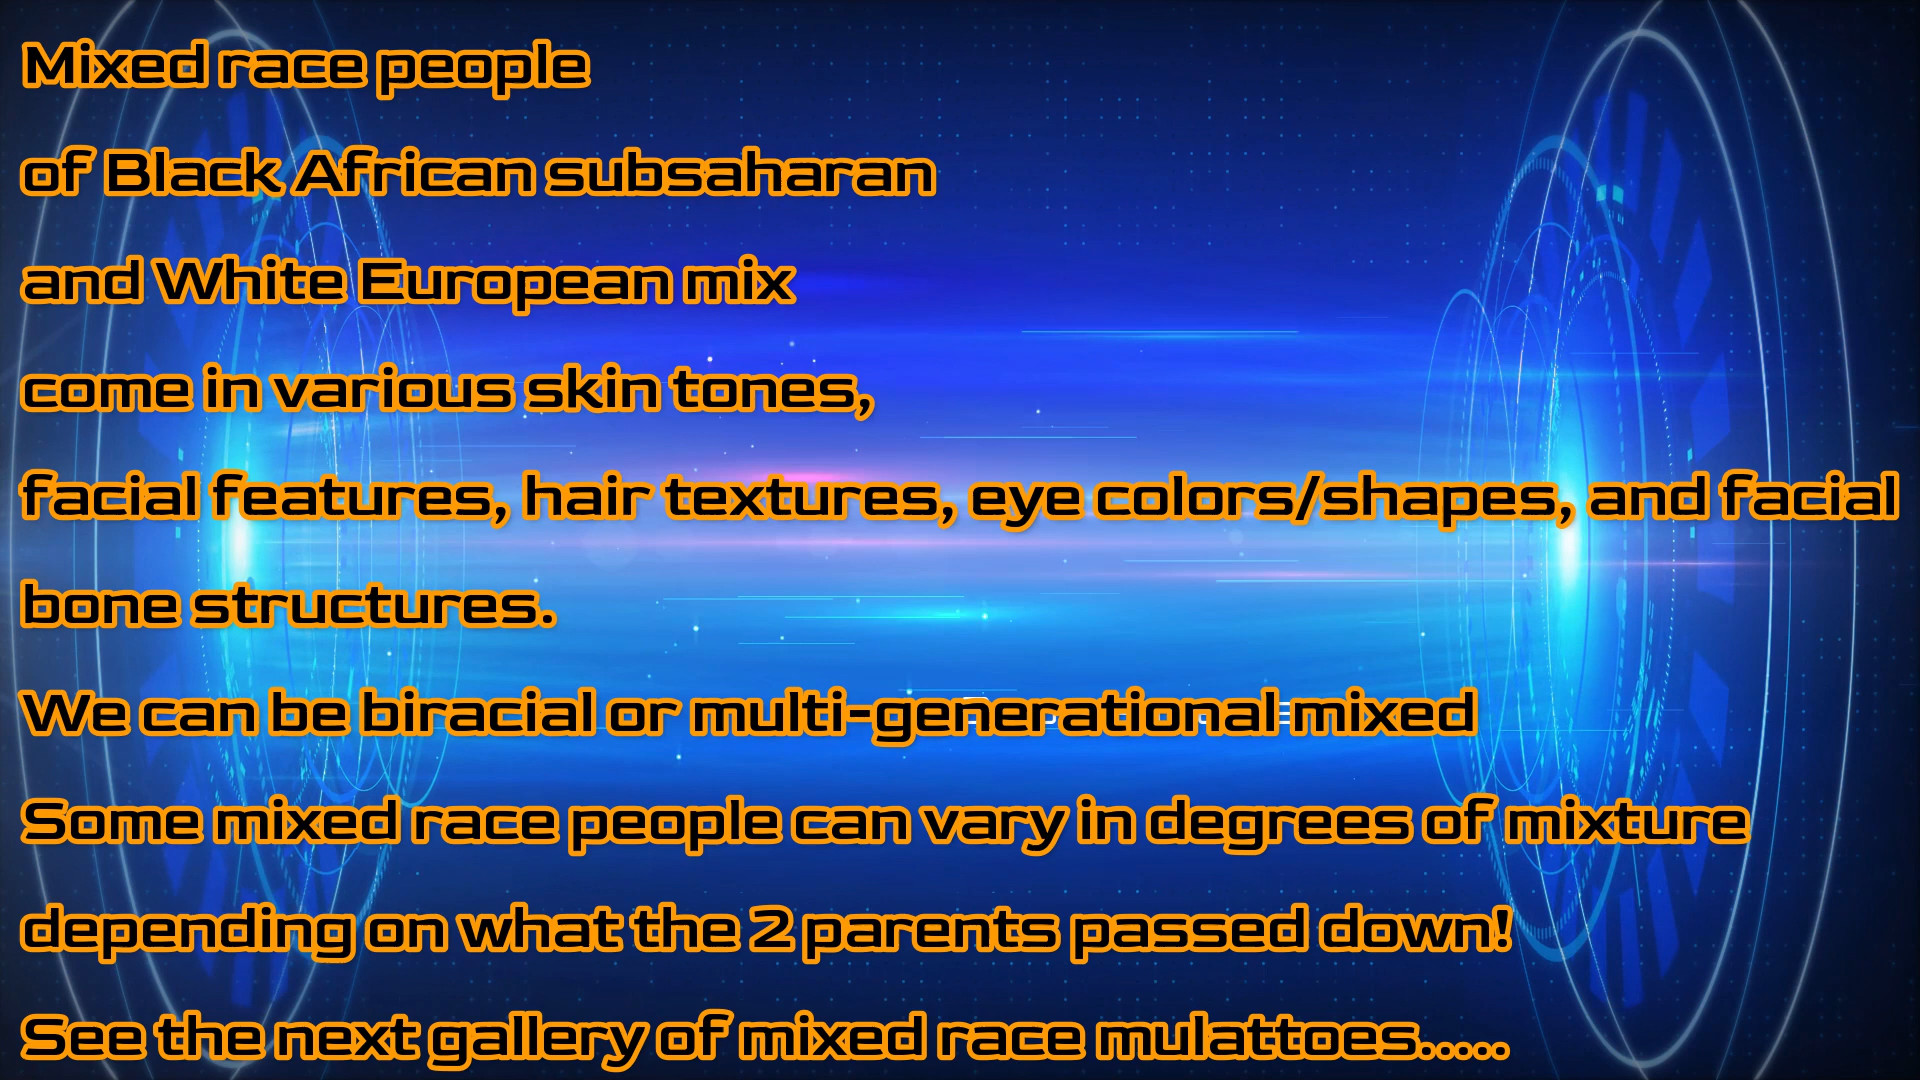 Mixed race people
of Black African subsaharan
and White European mix
come in various skin tones,
facial features, hair textures, eye colors/shapes, and facial
bone structures.
We can be biracial or multi-generational mixed
Some mixed race people can vary in degrees of mixture
depending on what the 2 parents passed down!
See the next gallery of mixed race mulattoes.....